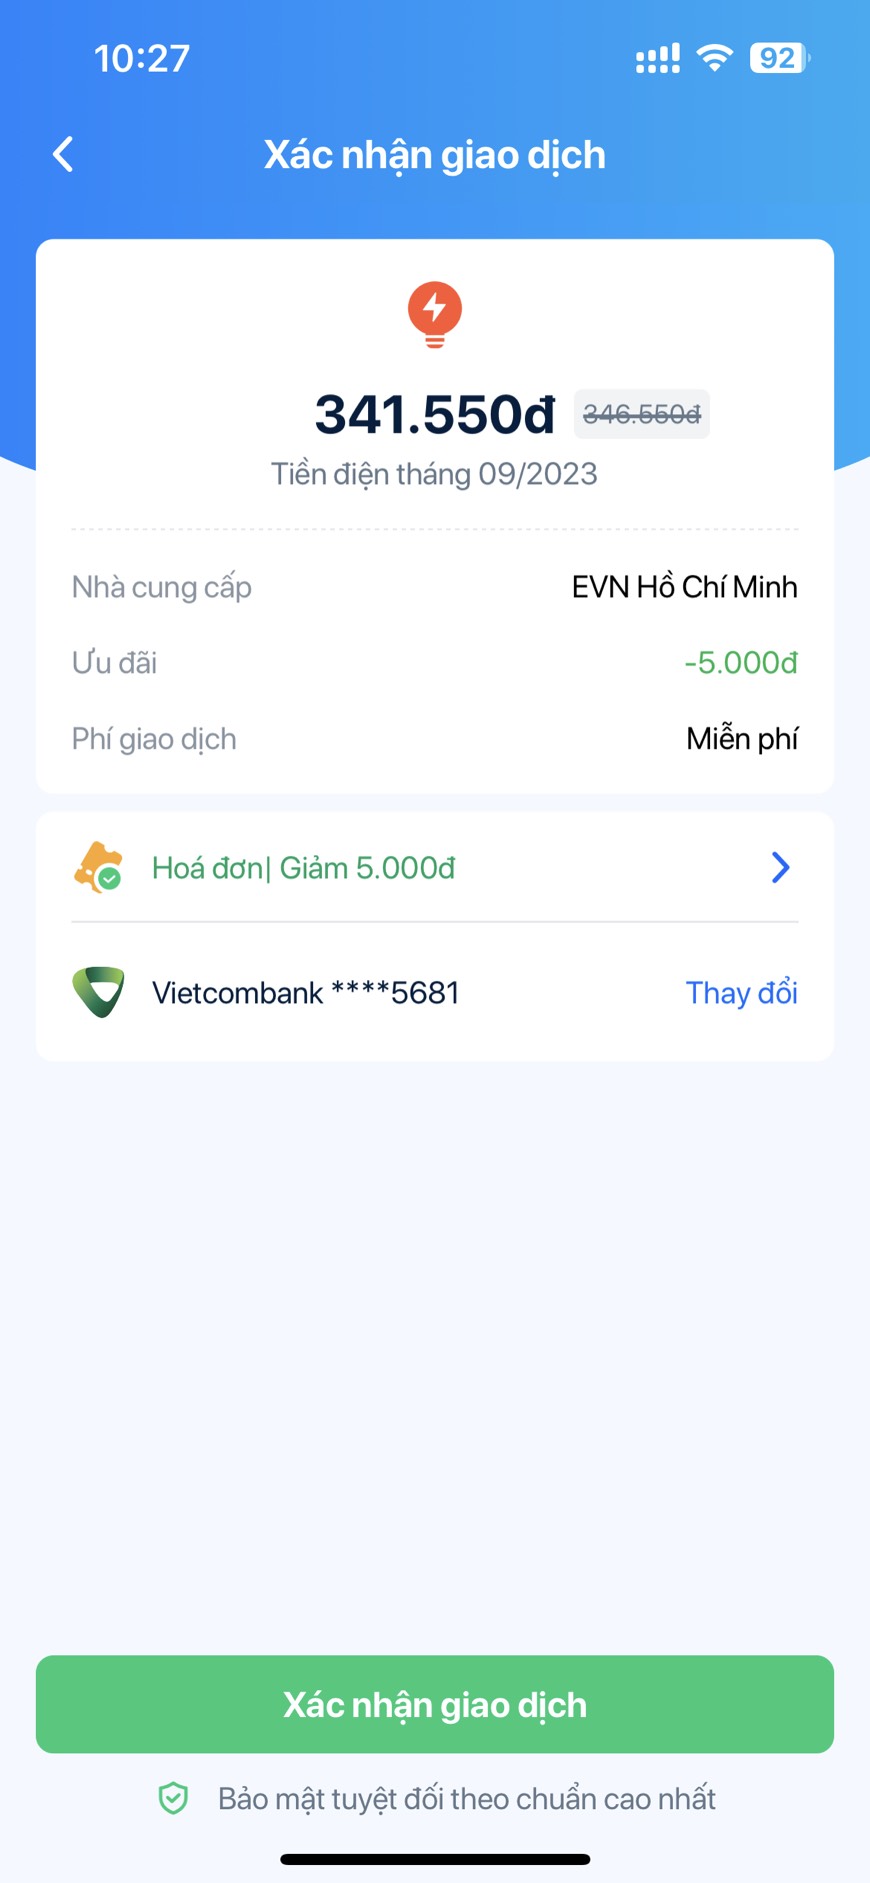 10:27
92
Xác nhận giao dịch
341.550đ 346.550đ
Tiền điện tháng 09/2023
Nhà cung cấp EVN Hồ Chí Minh
Ưu đãi -5.000đ
Phí giao dịch Miễn phí
Hoá đơn| Giảm 5.000đ
Vietcombank ****5681 Thay đổi
Xác nhận giao dịch
Bảo mật tuyệt đối theo chuẩn cao nhất